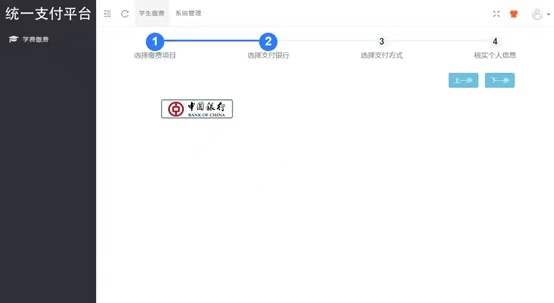 统一支付平台
学生缴费 系统管理
学费缴费
1 2 3 4
选择缴费项目 选择支付银行 选择支付方式 核实个人信息
上一步 下一步
中国银行
BANK OF CHINA